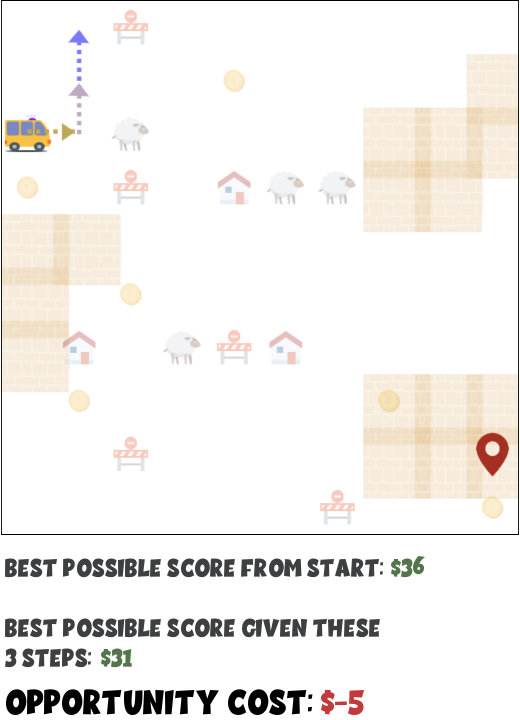 BEST POSSIBLE SCORE FROM START: $36
BEST POSSIBLE SCORE GIVEN THESE
3 STEPS: $31
OPPORTUNITY COST: $-5